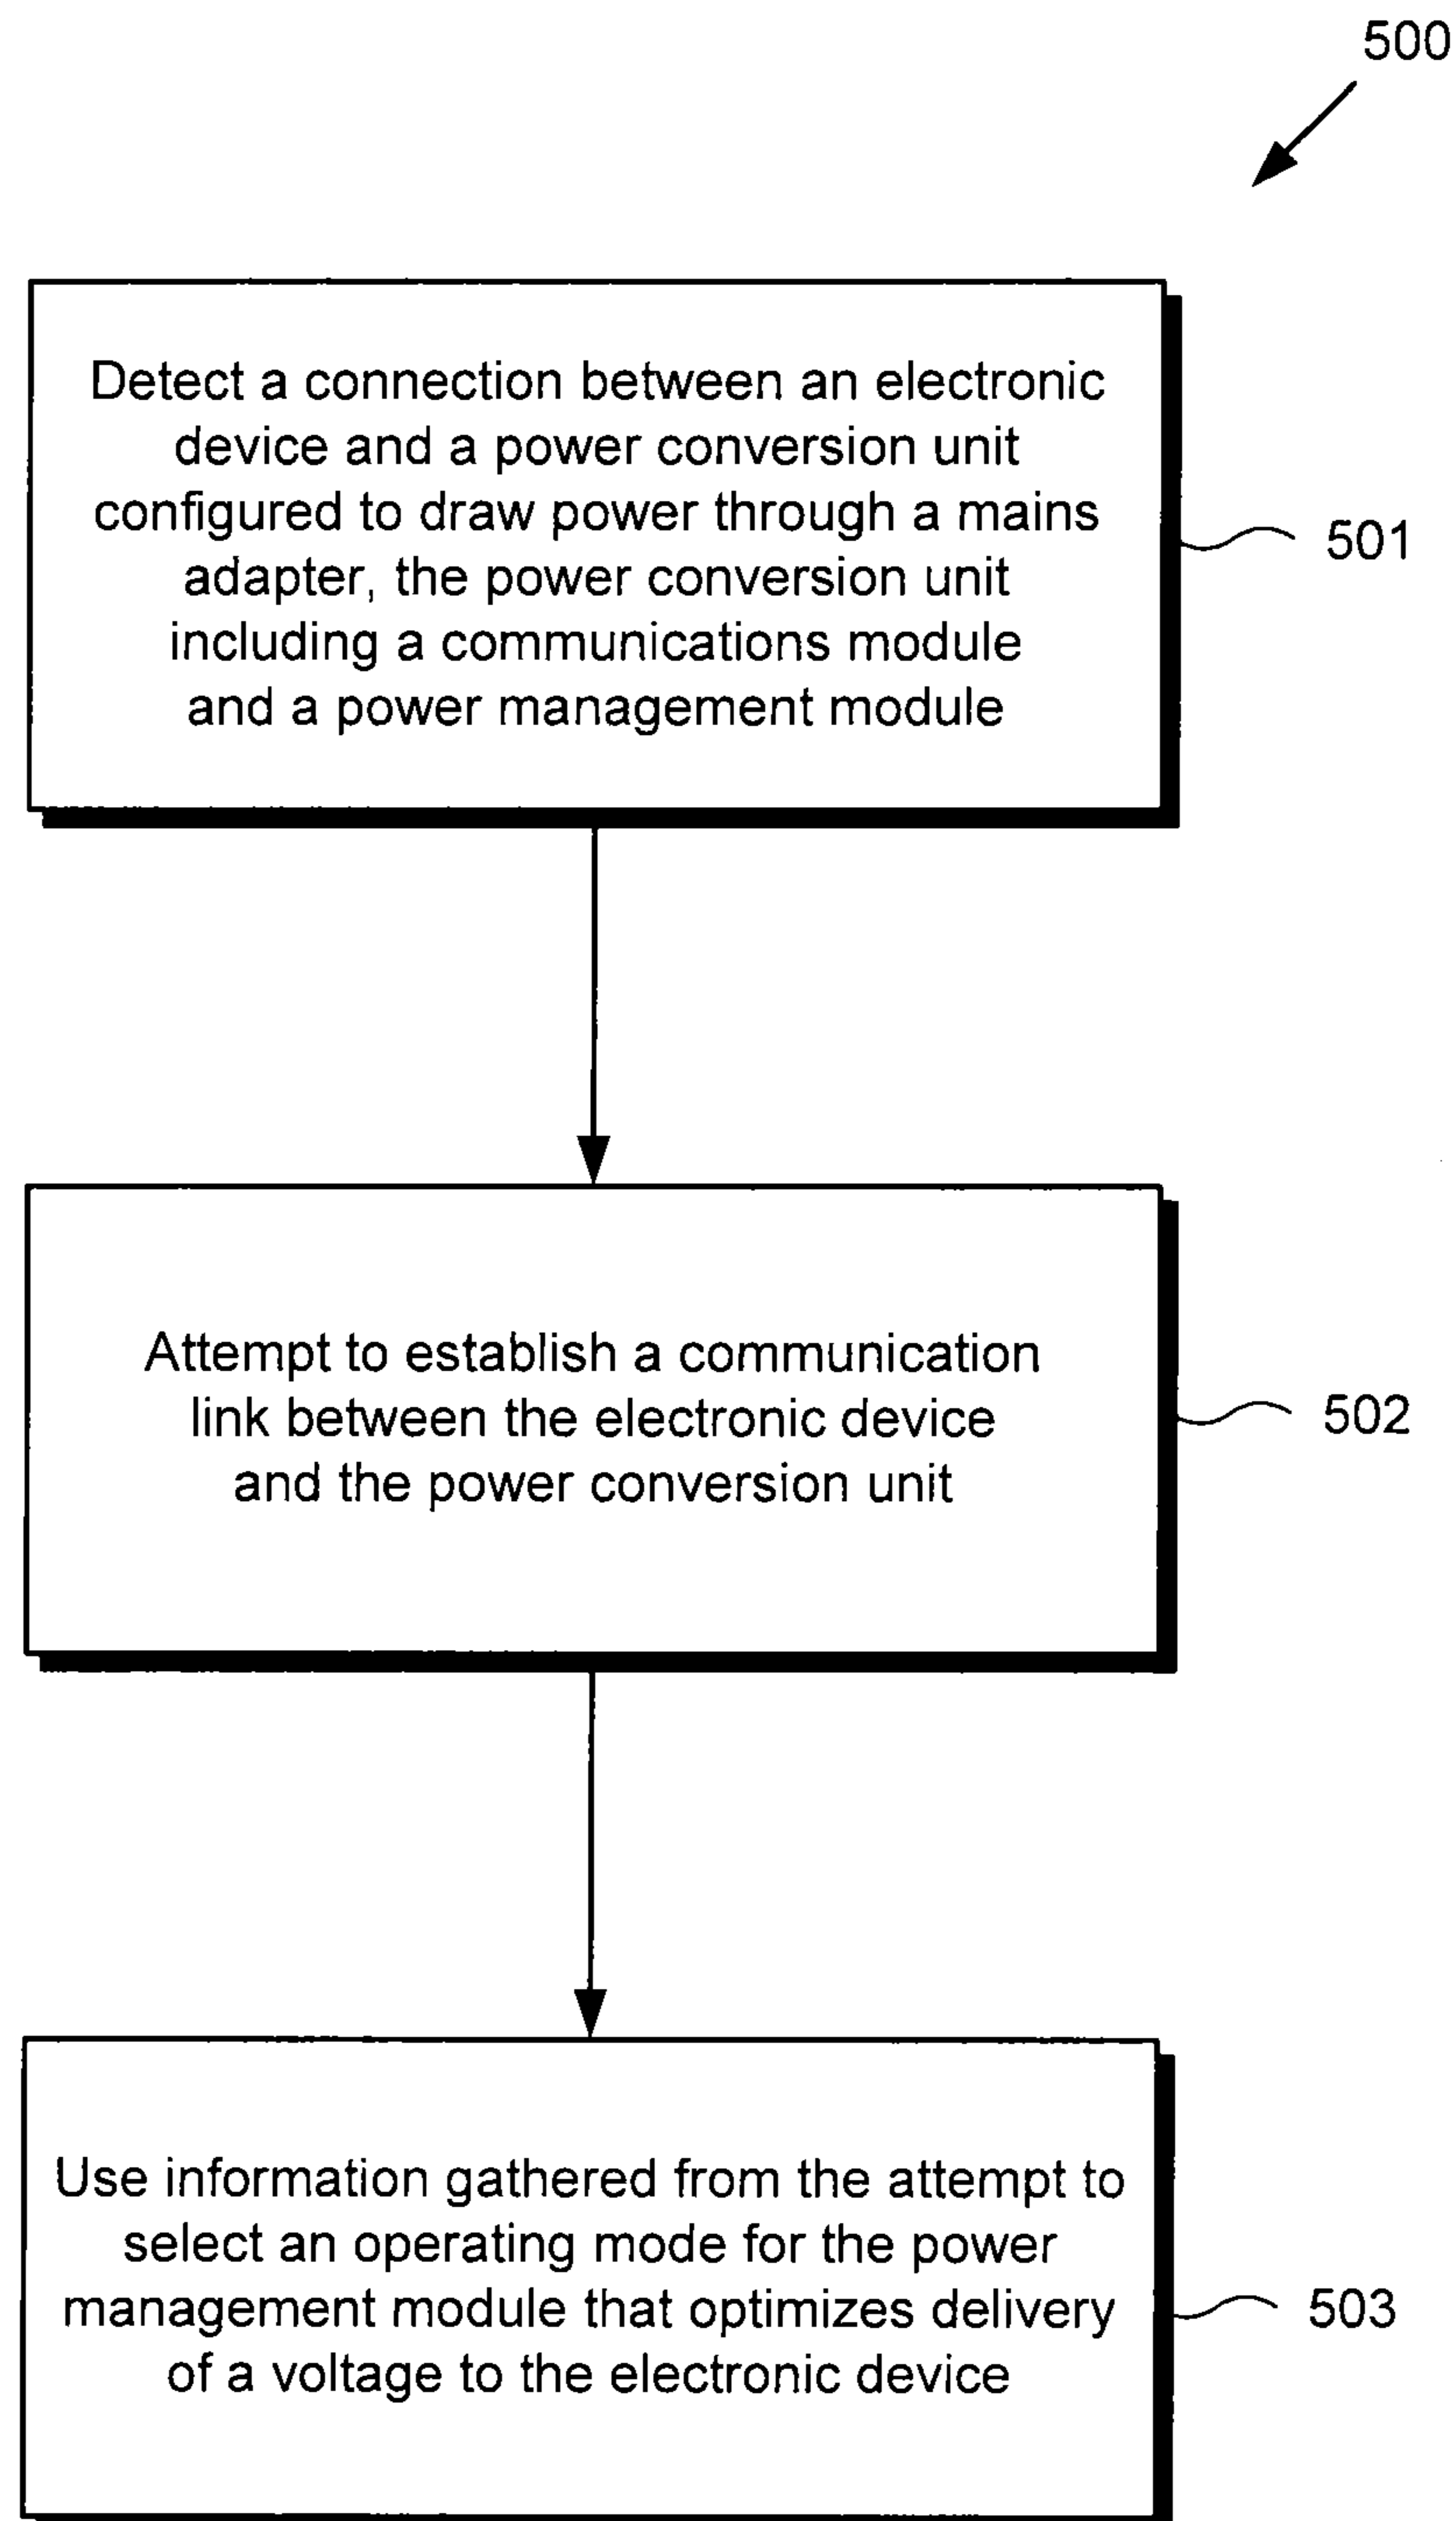 500
Detect a connection between an electronic
device and a power conversion unit
configured to draw power through a mains
adapter, the power conversion unit
including a communications module
and a power management module
501
Attempt to establish a communication
link between the electronic device
and the power conversion unit
502
Use information gathered from the attempt to
select an operating mode for the power
management module that optimizes delivery
of a voltage to the electronic device
503